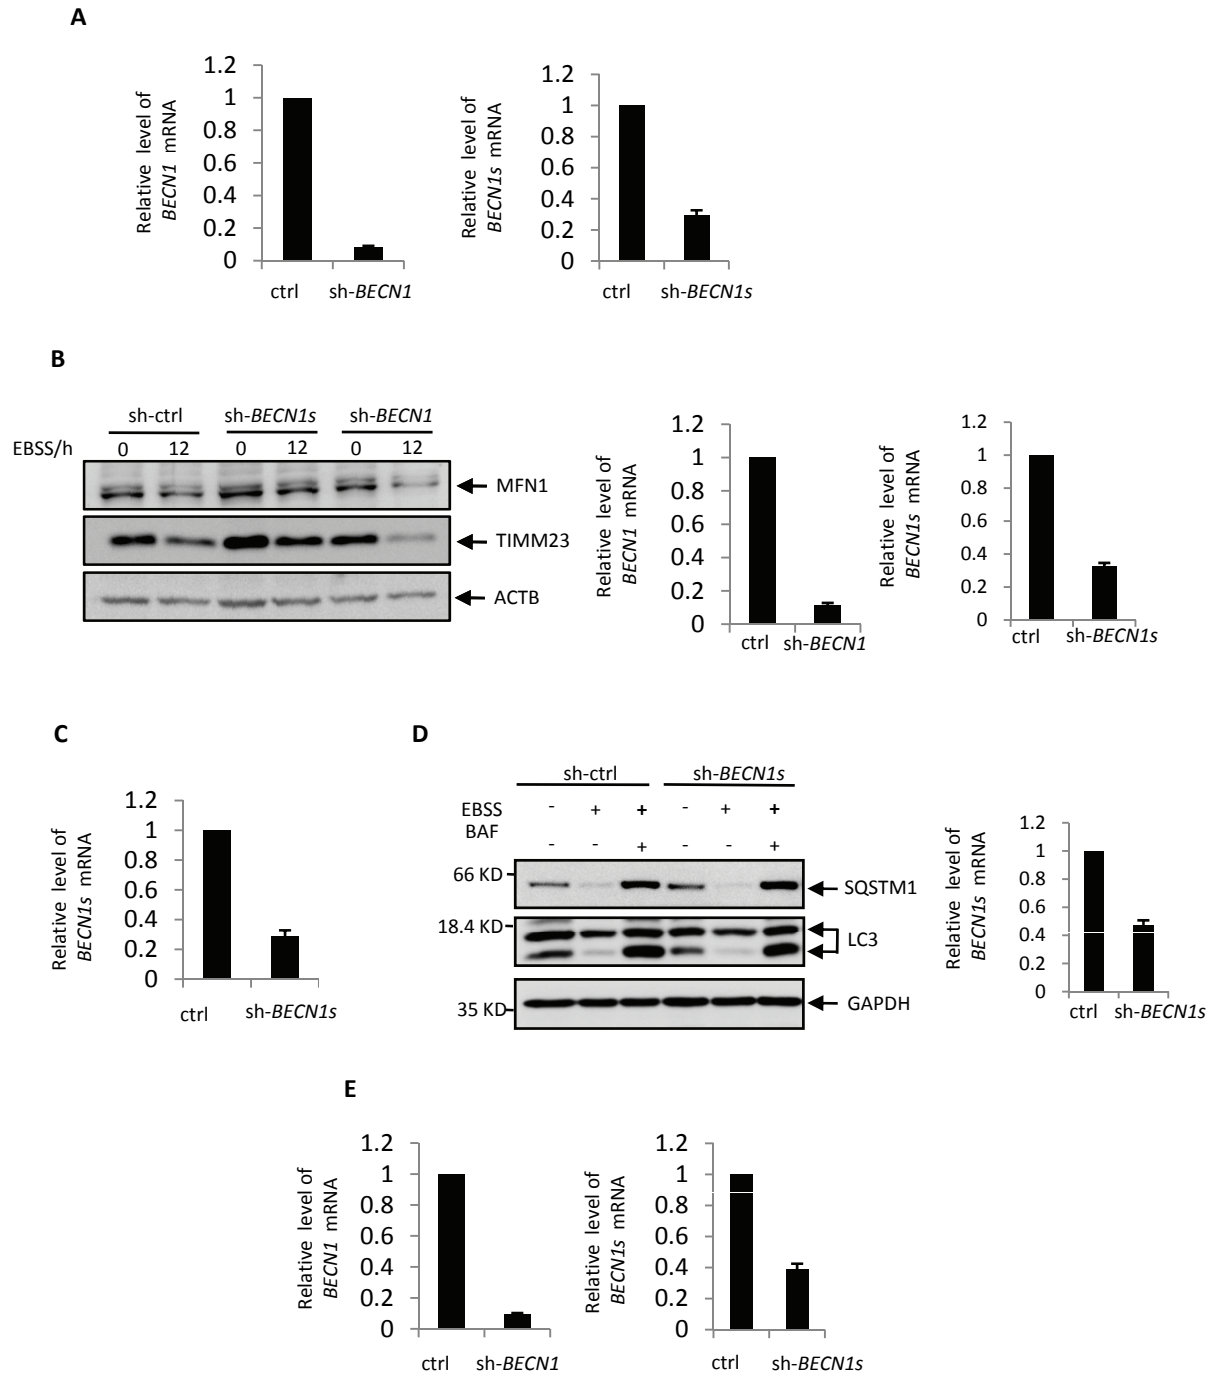 A
Relative level of
BECN1 mRNA
1.2
1
0.8
0.6
0.4
0.2
0
ctrl sh-BECN1
Relative level of
BECN1s mRNA
1.2
1
0.8
0.6
0.4
0.2
0
ctrl sh-BECN1s
B
sh-ctrl sh-BECN1s sh-BECN1
EBSS/h 0 12 0 12 0 12
MFN1
TIMM23
ACTB
Relative level of
BECN1 mRNA
1.2
1
0.8
0.6
0.4
0.2
0
ctrl sh-BECN1
Relative level of
BECN1s mRNA
1.2
1
0.8
0.6
0.4
0.2
0
ctrl sh-BECN1s
C
Relative level of
BECN1s mRNA
1.2
1
0.8
0.6
0.4
0.2
0
ctrl sh-BECN1s
D
sh-ctrl sh-BECN1s
EBSS - + + - + +
BAF - - + - - +
66 KD SQSTM1
18.4 KD LC3
35 KD GAPDH
Relative level of
BECN1s mRNA
1.2
1
0.8
0.6
0.4
0.2
0
ctrl sh-BECN1s
E
Relative level of
BECN1 mRNA
1.2
1
0.8
0.6
0.4
0.2
0
ctrl sh-BECN1
Relative level of
BECN1s mRNA
1.2
1
0.8
0.6
0.4
0.2
0
ctrl sh-BECN1s